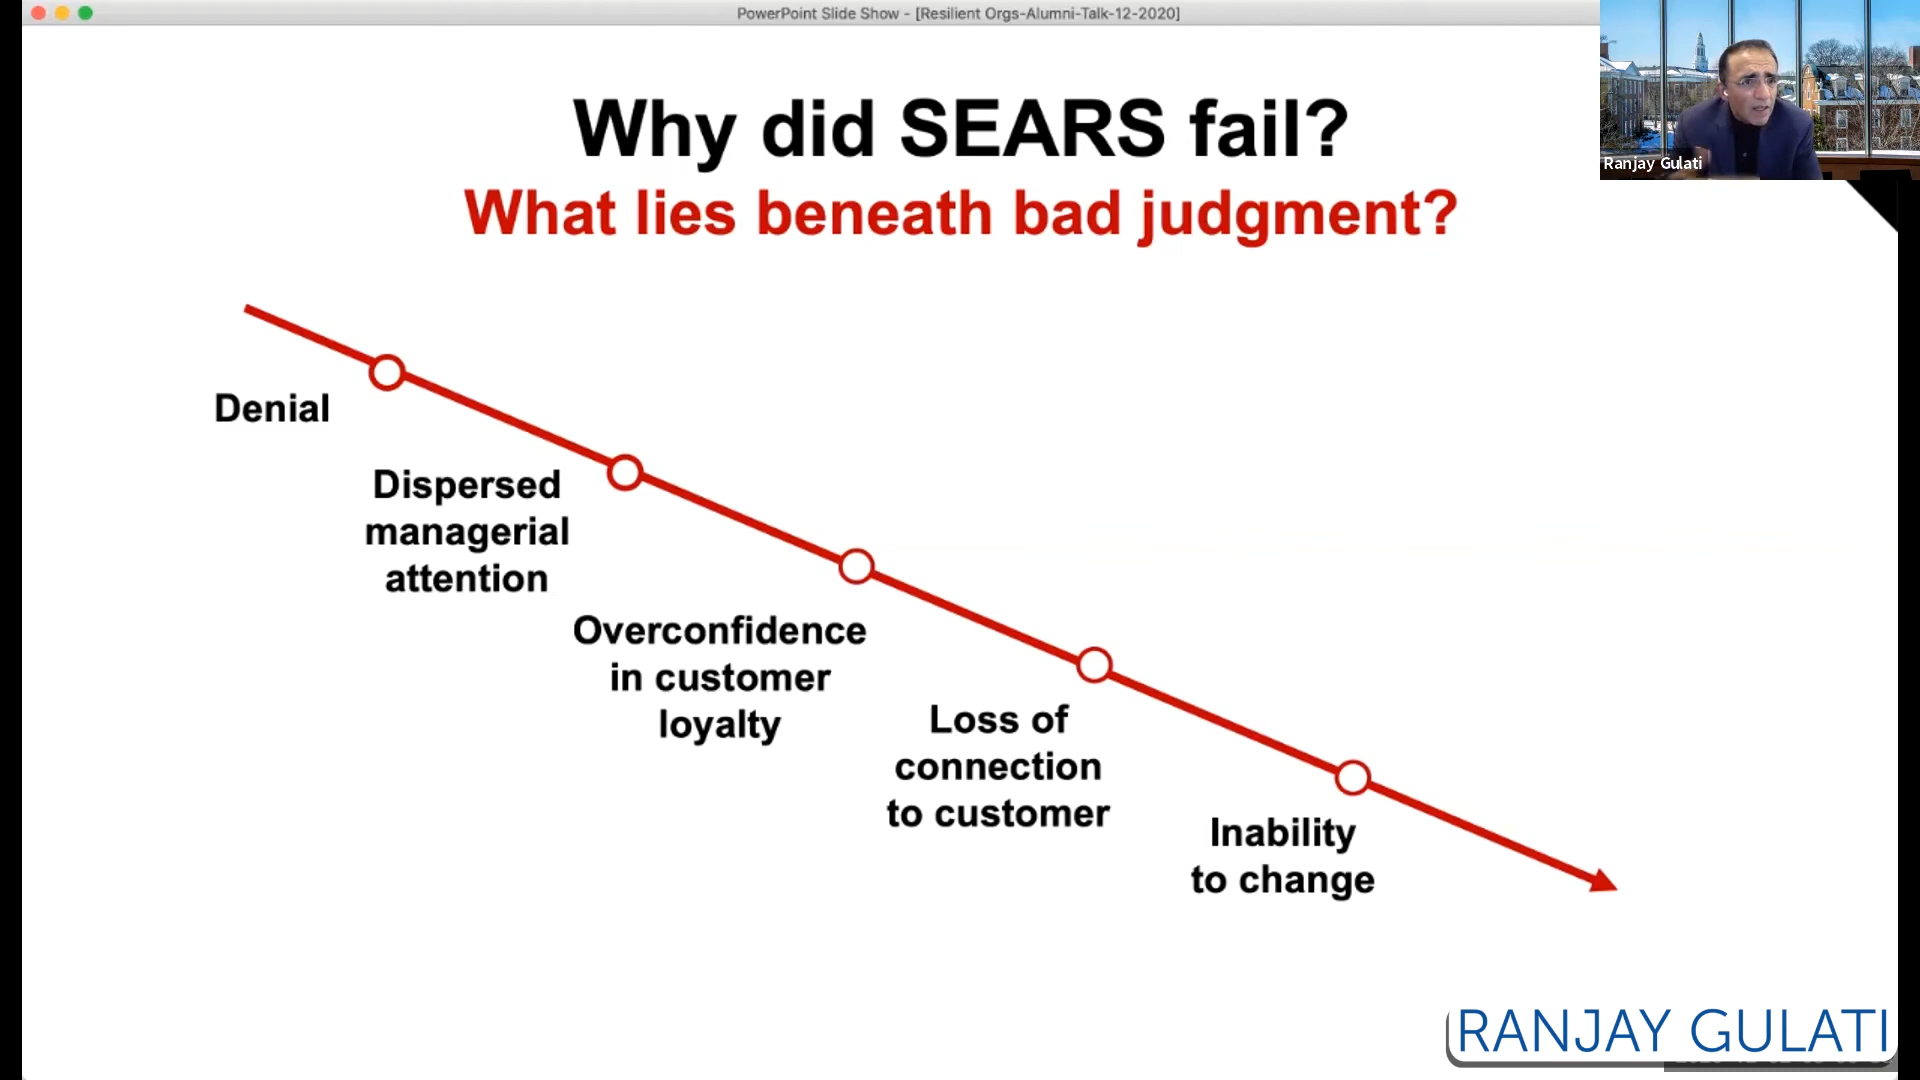 PowerPoint Slide Show - [Resilient Orgs-Alumni-Talk-12-2020]
Ranjay Gulati
Why did SEARS fail?
What lies beneath bad judgment?
Denial
Dispersed
managerial
attention
Overconfidence
in customer
loyalty
Loss of
connection
to customer
Inability
to change
RANJAY GULATI